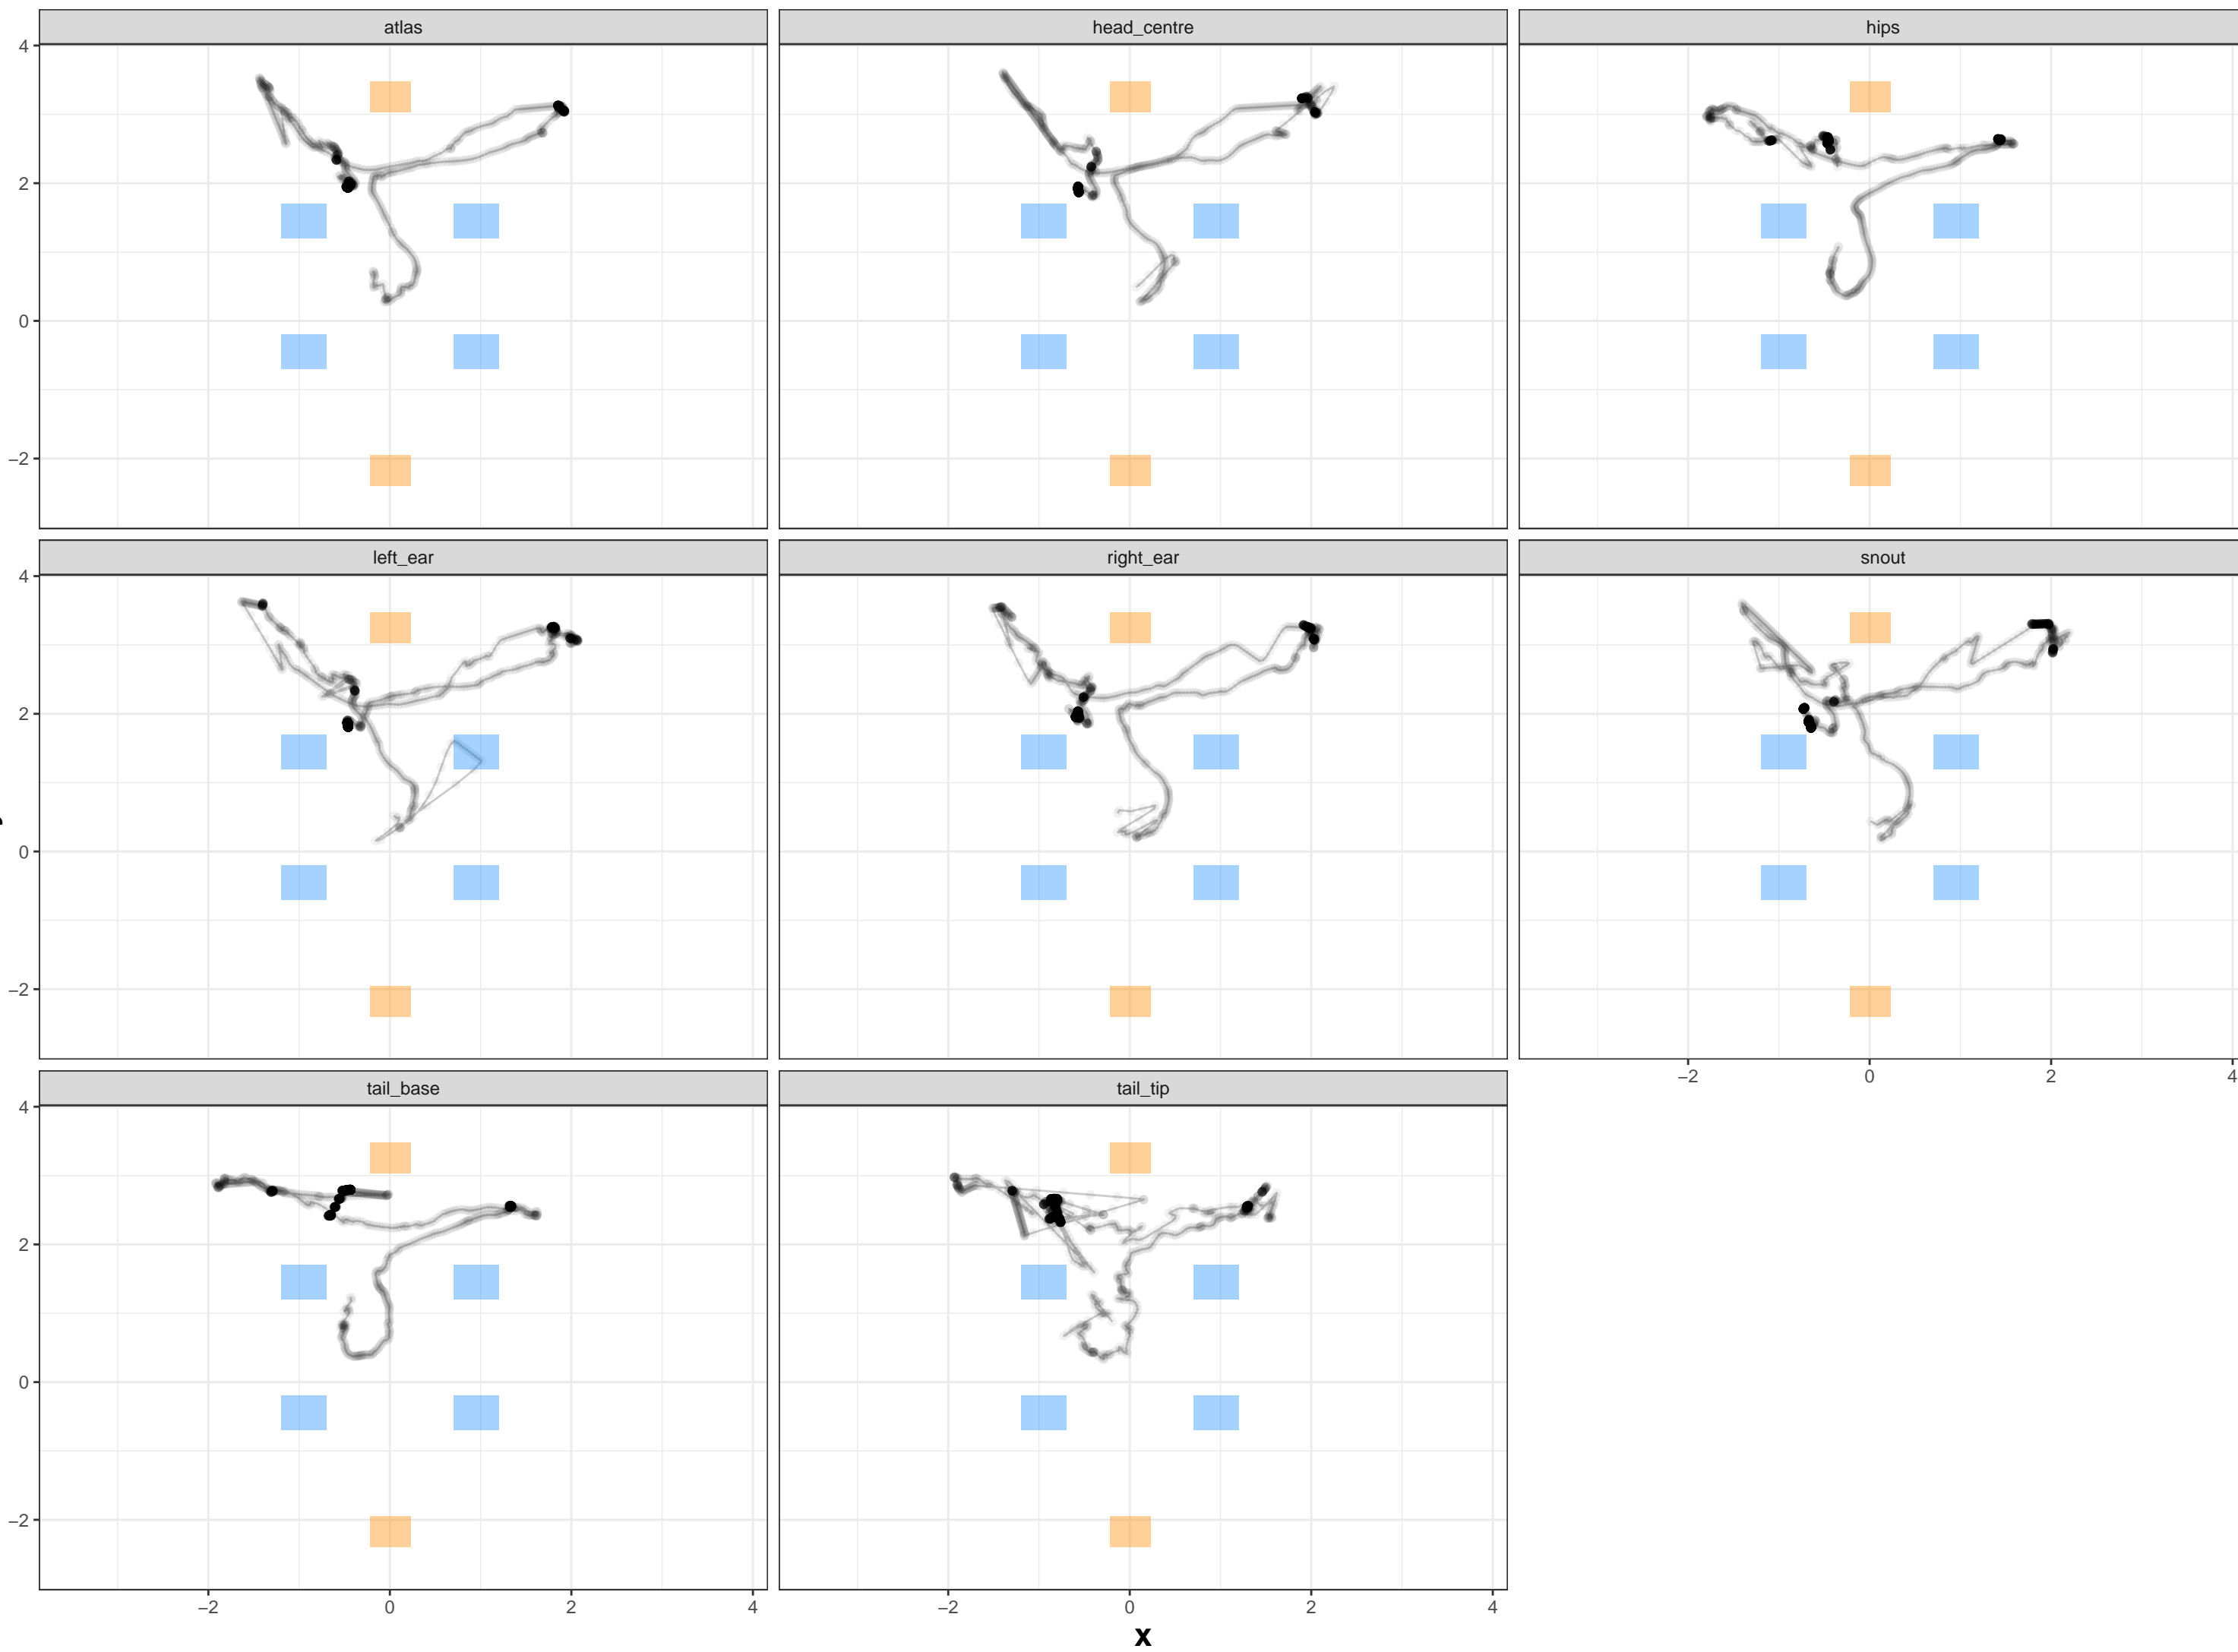 atlas head_centre hips
4
2
0
−2
left_ear right_ear snout
4
2
0
−2
−2 0 2 4
tail_base tail_tip
4
2
0
−2
−2 0 2 4 −2 0 2 4
x